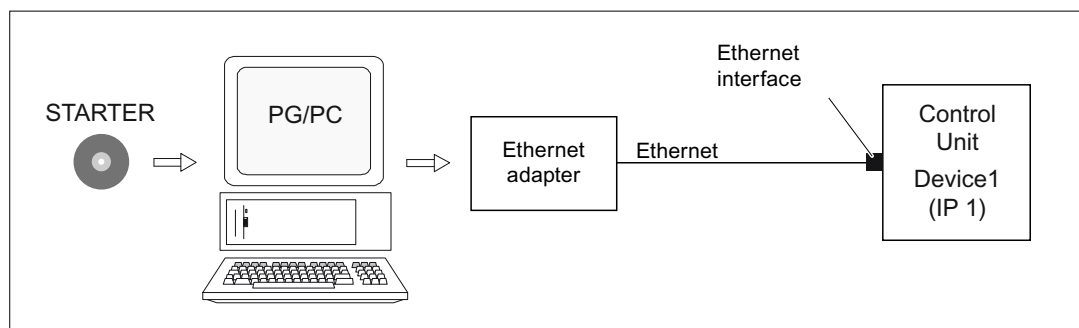 STARTER
PG/PC
Ethernet
adapter
Ethernet
Ethernet
interface
Control
Unit
Device1
(IP 1)